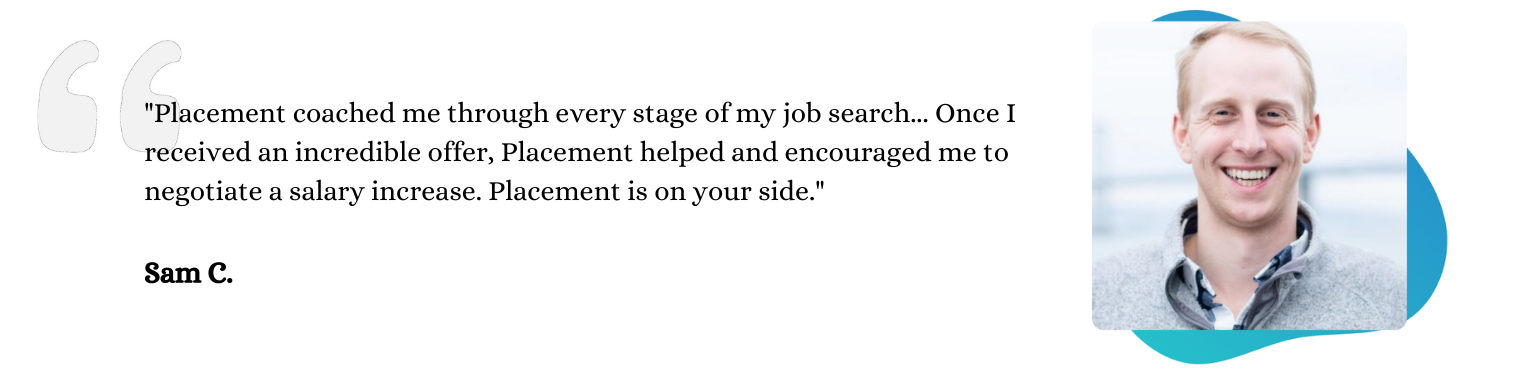 "Placement coached me through every stage of my job search... Once I
received an incredible offer, Placement helped and encouraged me to
negotiate a salary increase. Placement is on your side."
Sam C.